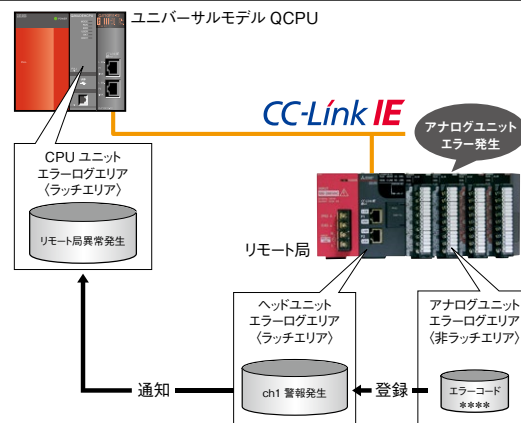 ユニバーサルモデル QCPU
CC-Link IE
アナログユニット
エラー発生
CPU ユニット
エラーログエリア
〈ラッチエリア〉
リモート局異常発生
リモート局
ヘッドユニット
エラーログエリア
〈ラッチエリア〉
アナログユニット
エラーログエリア
〈非ラッチエリア〉
通知
ch1 警報発生
登録
エラーコード
****